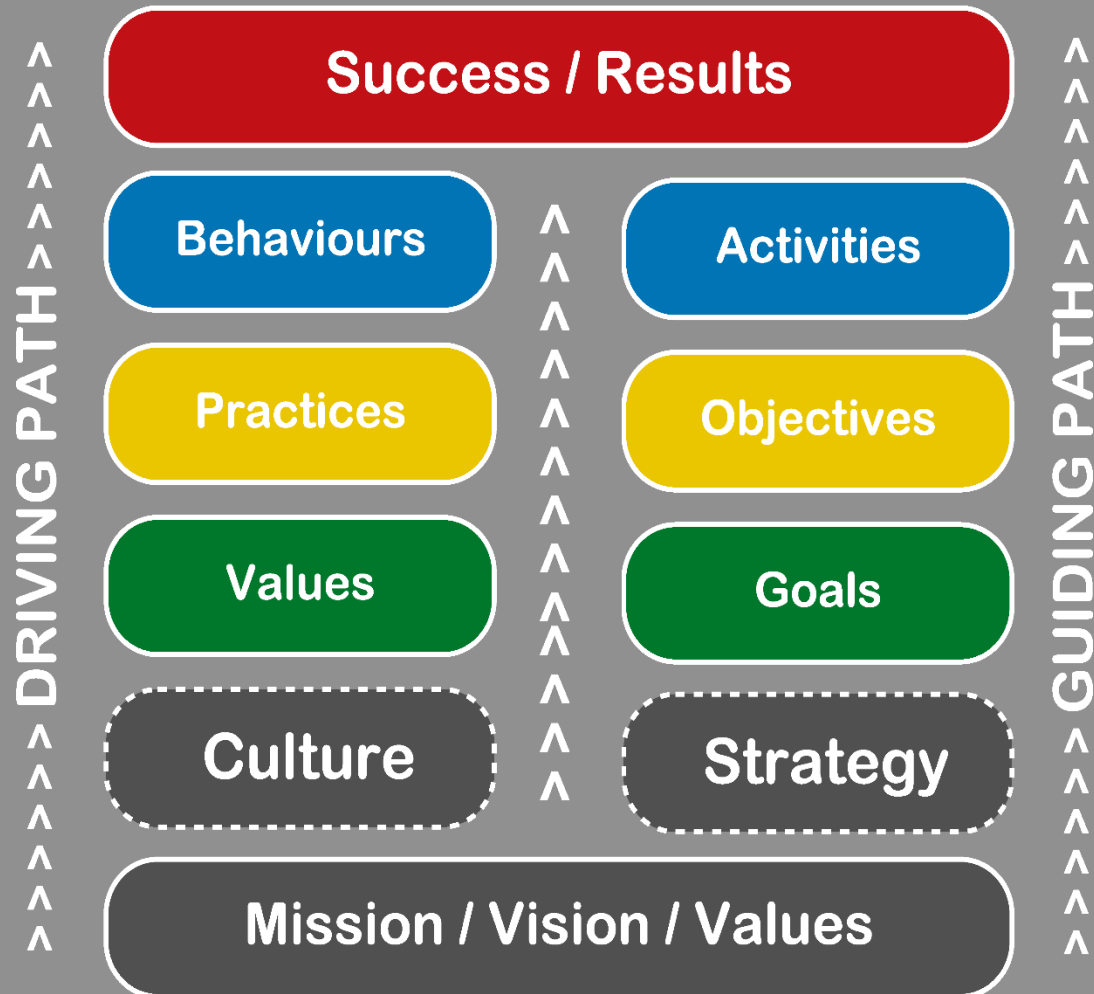 Success / Results
Behaviours
Activities
Practices
Objectives
Values
Goals
Culture
Strategy
Mission / Vision / Values
^ ^ ^ ^ ^ DRIVING PATH ^ ^ ^ ^ ^ ^
^ ^ ^ ^ ^ ^ GUIDING PATH ^ ^ ^ ^ ^ ^